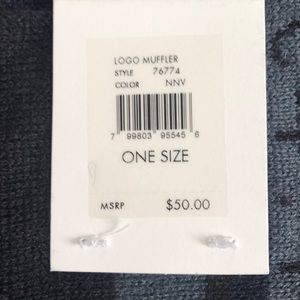 LOGO MUFFLER
STYLE 76774
COLOR NNV
7 99803 95545 6
ONE SIZE
MSRP $50.00